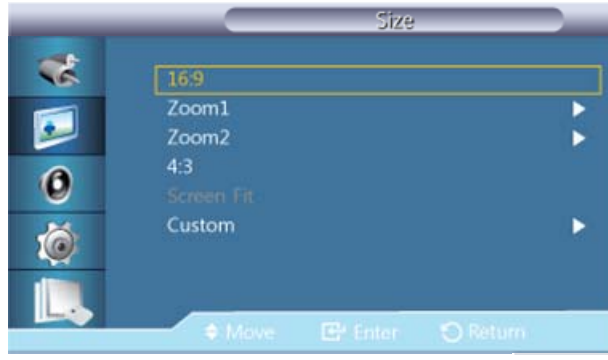 Size
16:9
Zoom1
Zoom2
4:3
Screen Fit
Custom
Move Enter Return